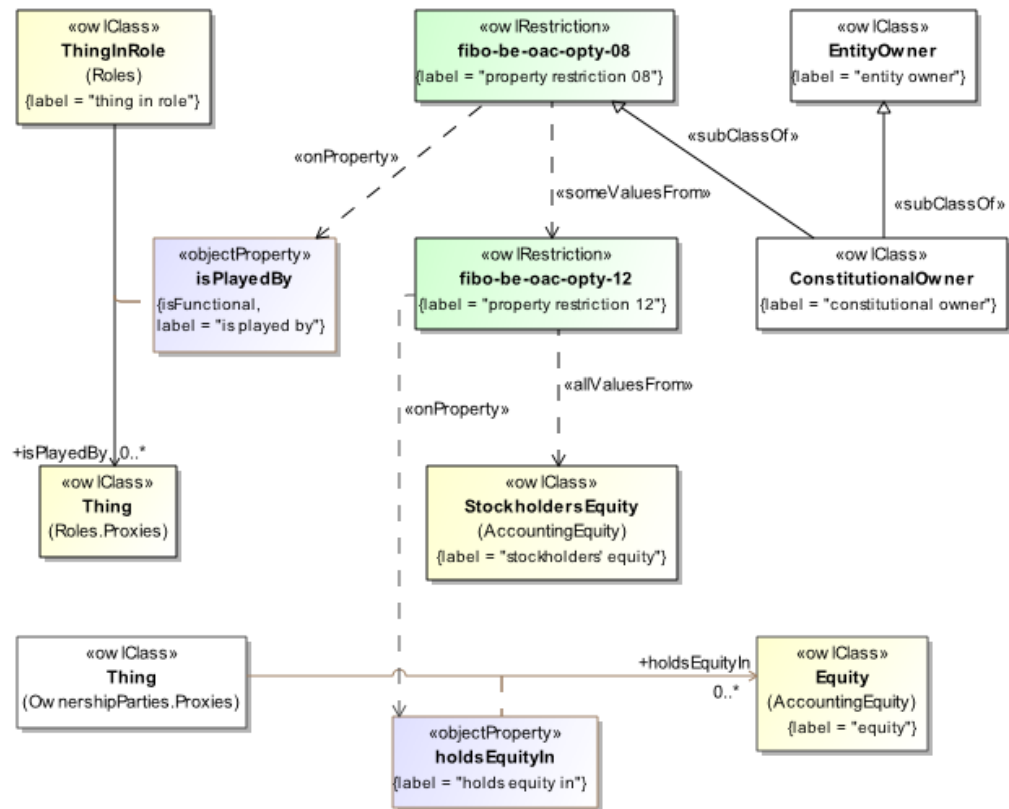 «owlClass»
ThingInRole
(Roles)
{label = "thing in role"}
«owlRestriction»
fibo-be-oac-opty-08
{label = "property restriction 08"}
«owlClass»
EntityOwner
{label = "entity owner"}
«onProperty»
«subClassOf»
«someValuesFrom»
«subClassOf»
«objectProperty»
isPlayedBy
{isFunctional,
label = "is played by"}
«owlRestriction»
fibo-be-oac-opty-12
{label = "property restriction 12"}
«owlClass»
ConstitutionalOwner
{label = "constitutional owner"}
«allValuesFrom»
«onProperty»
+isPlayedBy 0..*
«owlClass»
Thing
(Roles.Proxies)
«owlClass»
StockholdersEquity
(AccountingEquity)
{label = "stockholders' equity"}
«owlClass»
Thing
(OwnershipParties.Proxies)
+holdsEquityIn
0..*
«owlClass»
Equity
(AccountingEquity)
{label = "equity"}
«objectProperty»
holdsEquityIn
{label = "holds equity in"}